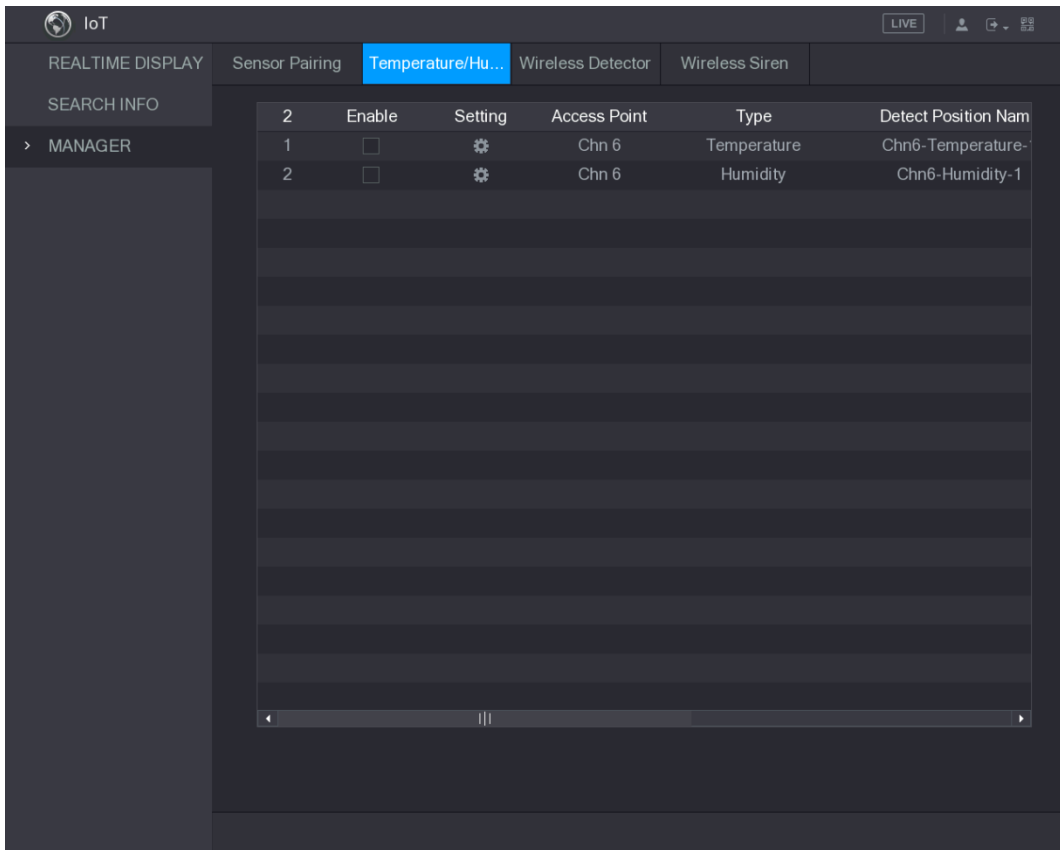 IoT LIVE
REALTIME DISPLAY
SEARCH INFO
MANAGER
Sensor Pairing Temperature/Hu... Wireless Detector Wireless Siren
2 Enable Setting Access Point Type Detect Position Nam
1 Chn 6 Temperature Chn6-Temperature-
2 Chn 6 Humidity Chn6-Humidity-1